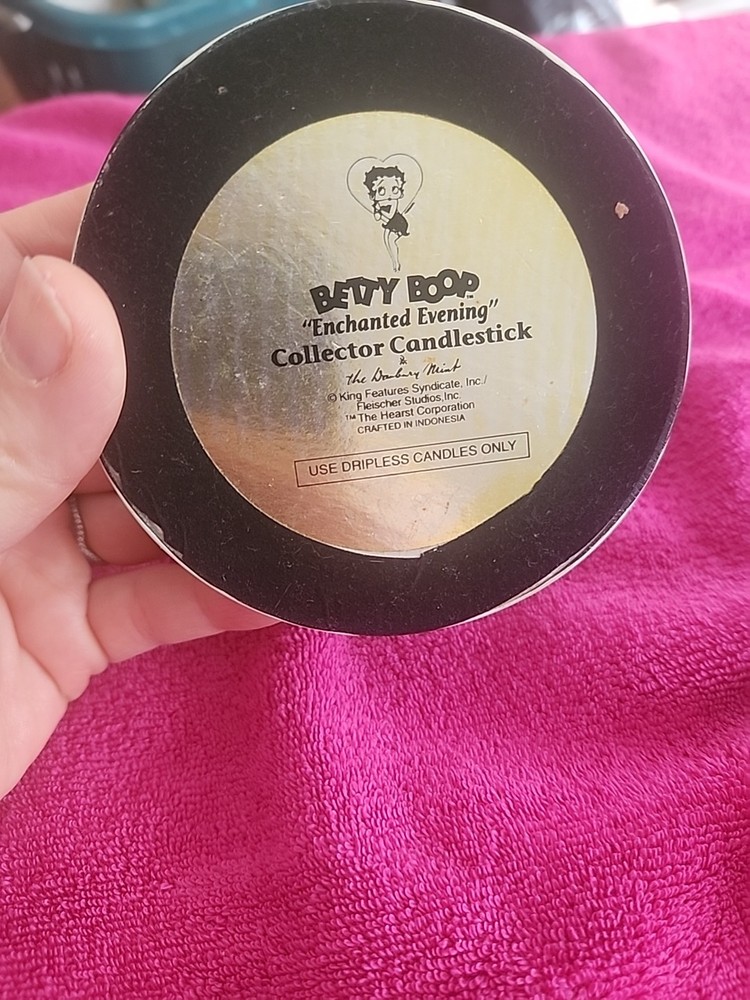 BETTY BOOP™
"Enchanted Evening"
Collector Candlestick
the Danbury Mint
© King Features Syndicate, Inc./
Fleischer Studios, Inc.
™ The Hearst Corporation
CRAFTED IN INDONESIA
USE DRIPLESS CANDLES ONLY